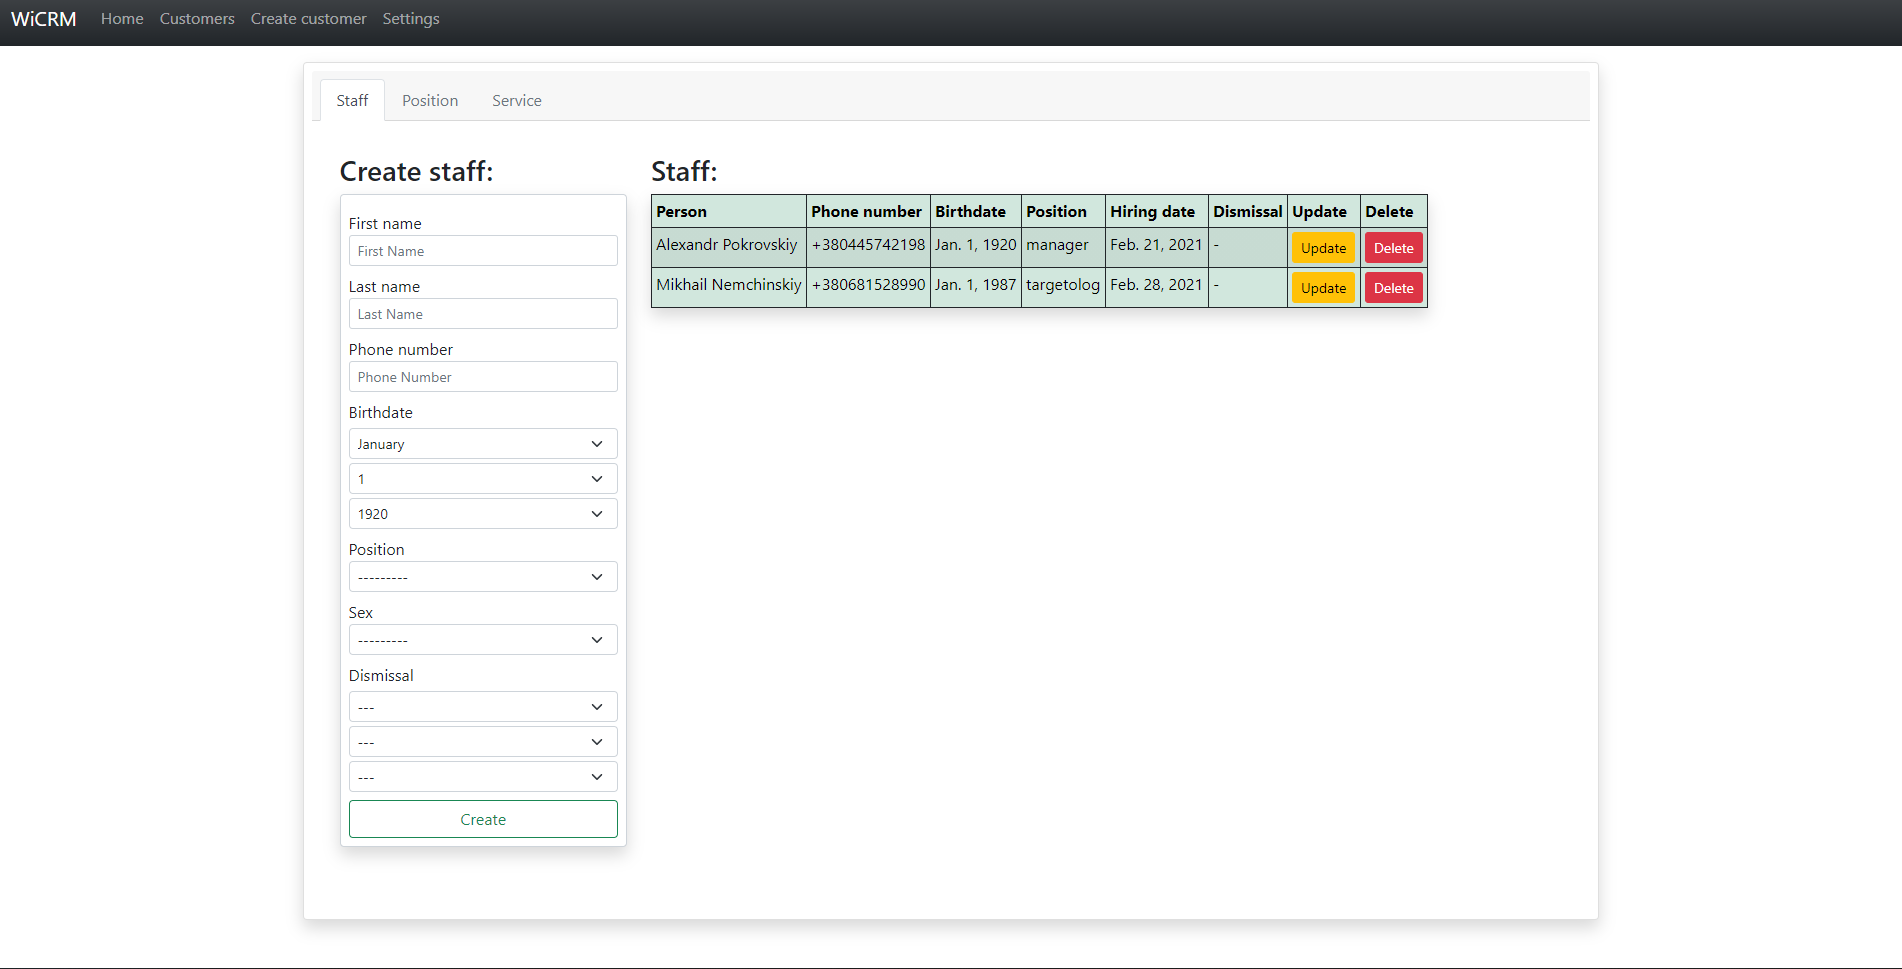 WiCRM Home Customers Create customer Settings
Staff Position Service
Create staff:
First name
First Name
Last name
Last Name
Phone number
Phone Number
Birthdate
January
1
1920
Position
---------
Sex
---------
Dismissal
---
---
---
Create
Staff:
Person Phone number Birthdate Position Hiring date Dismissal Update Delete
Alexandr Pokrovskiy +380445742198 Jan. 1, 1920 manager Feb. 21, 2021 - Update Delete
Mikhail Nemchinskiy +380681528990 Jan. 1, 1987 targetolog Feb. 28, 2021 - Update Delete